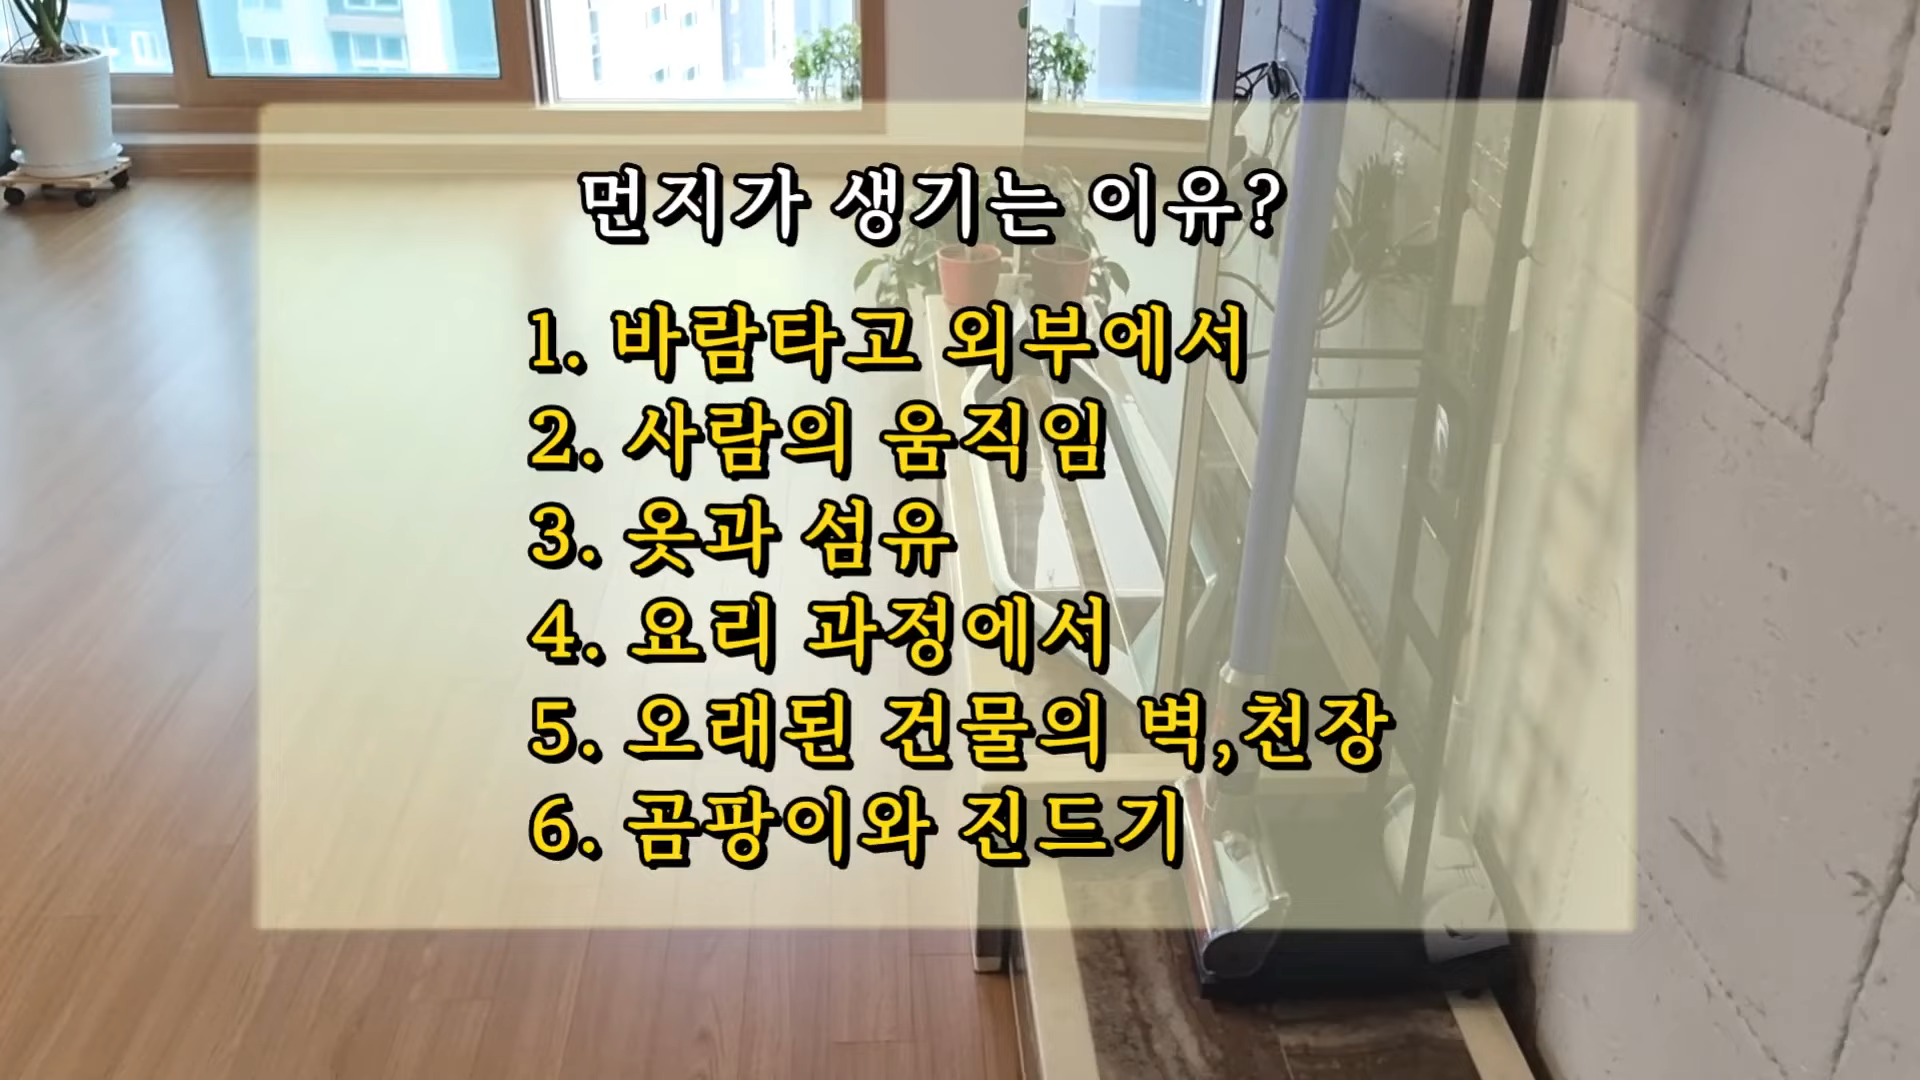 먼지가 생기는 이유?
1. 바람타고 외부에서
2. 사람의 움직임
3. 옷과 섬유
4. 요리 과정에서
5. 오래된 건물의 벽,천장
6. 곰팡이와 진드기